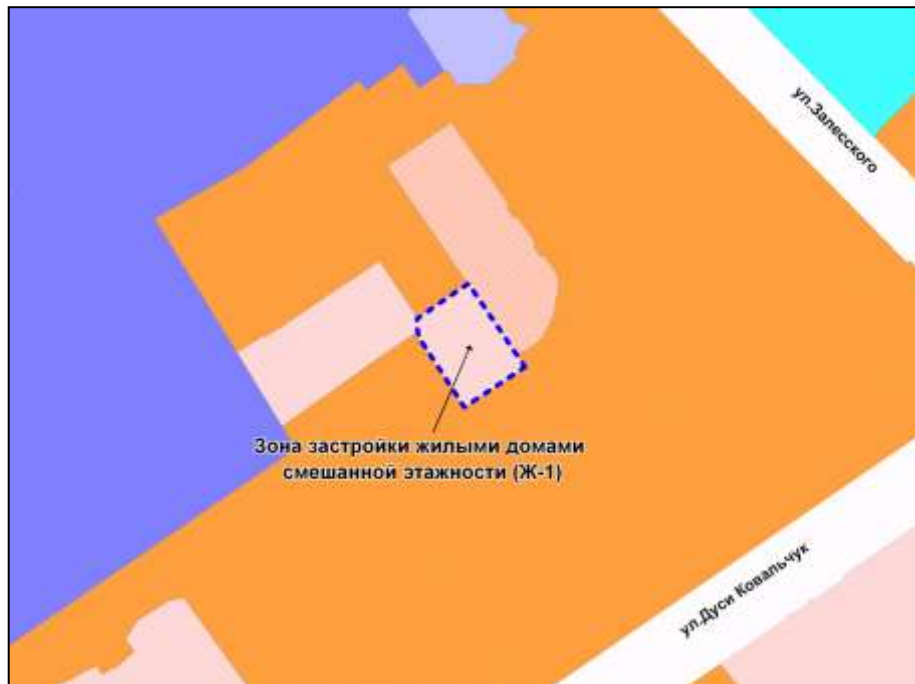 ул.Залесского
Зона застройки жилыми домами
смешанной этажности (Ж-1)
ул.Дуси Ковальчук